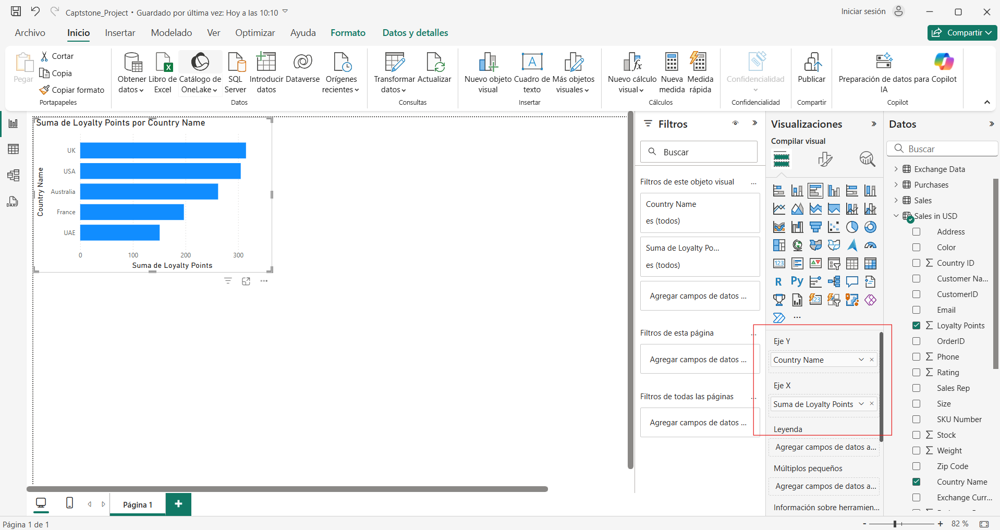 Captstone_Project • Guardado por última vez: Hoy a las 10:10
Iniciar sesión
Archivo
Inicio
Insertar
Modelado
Ver
Optimizar
Ayuda
Formato
Datos y detalles
Compartir
Pegar
Cortar
Copia
Copiar formato
Portapapeles
Obtener datos
Libro de Excel
Catálogo de OneLake
SQL Server
Introducir datos
Dataverse
Orígenes recientes
Datos
Transformar datos
Actualizar
Consultas
Nuevo objeto visual
Cuadro de texto
Más objetos visuales
Insertar
Nuevo cálculo visual
Nueva medida
Medida rápida
Cálculos
Confidencialidad
Confidencialidad
Publicar
Compartir
Preparación de datos para IA
Copilot
Copilot
Suma de Loyalty Points por Country Name
Country Name
UK
USA
Australia
France
UAE
0 100 200 300
Suma de Loyalty Points
Filtros
Buscar
Filtros de este objeto visual ...
Country Name
es (todos)
Suma de Loyalty Po...
es (todos)
Agregar campos de datos ...
Filtros de esta página ...
Agregar campos de datos ...
Filtros de todas las páginas ...
Agregar campos de datos ...
Visualizaciones
Compilar visual
123
R
Py
123
...
Eje Y
Country Name
Eje X
Suma de Loyalty Points
Leyenda
Agregar campos de datos a...
Múltiplos pequeños
Agregar campos de datos a...
Información sobre herramien...
Datos
Buscar
Exchange Data
Purchases
Sales
Sales in USD
Address
Color
Country ID
Customer Na...
CustomerID
Email
Loyalty Points
OrderID
Phone
Rating
Sales Rep
Size
SKU Number
Stock
Weight
Zip Code
Country Name
Exchange Curr...
DAX
Página 1
Página 1 de 1
- + 82 %